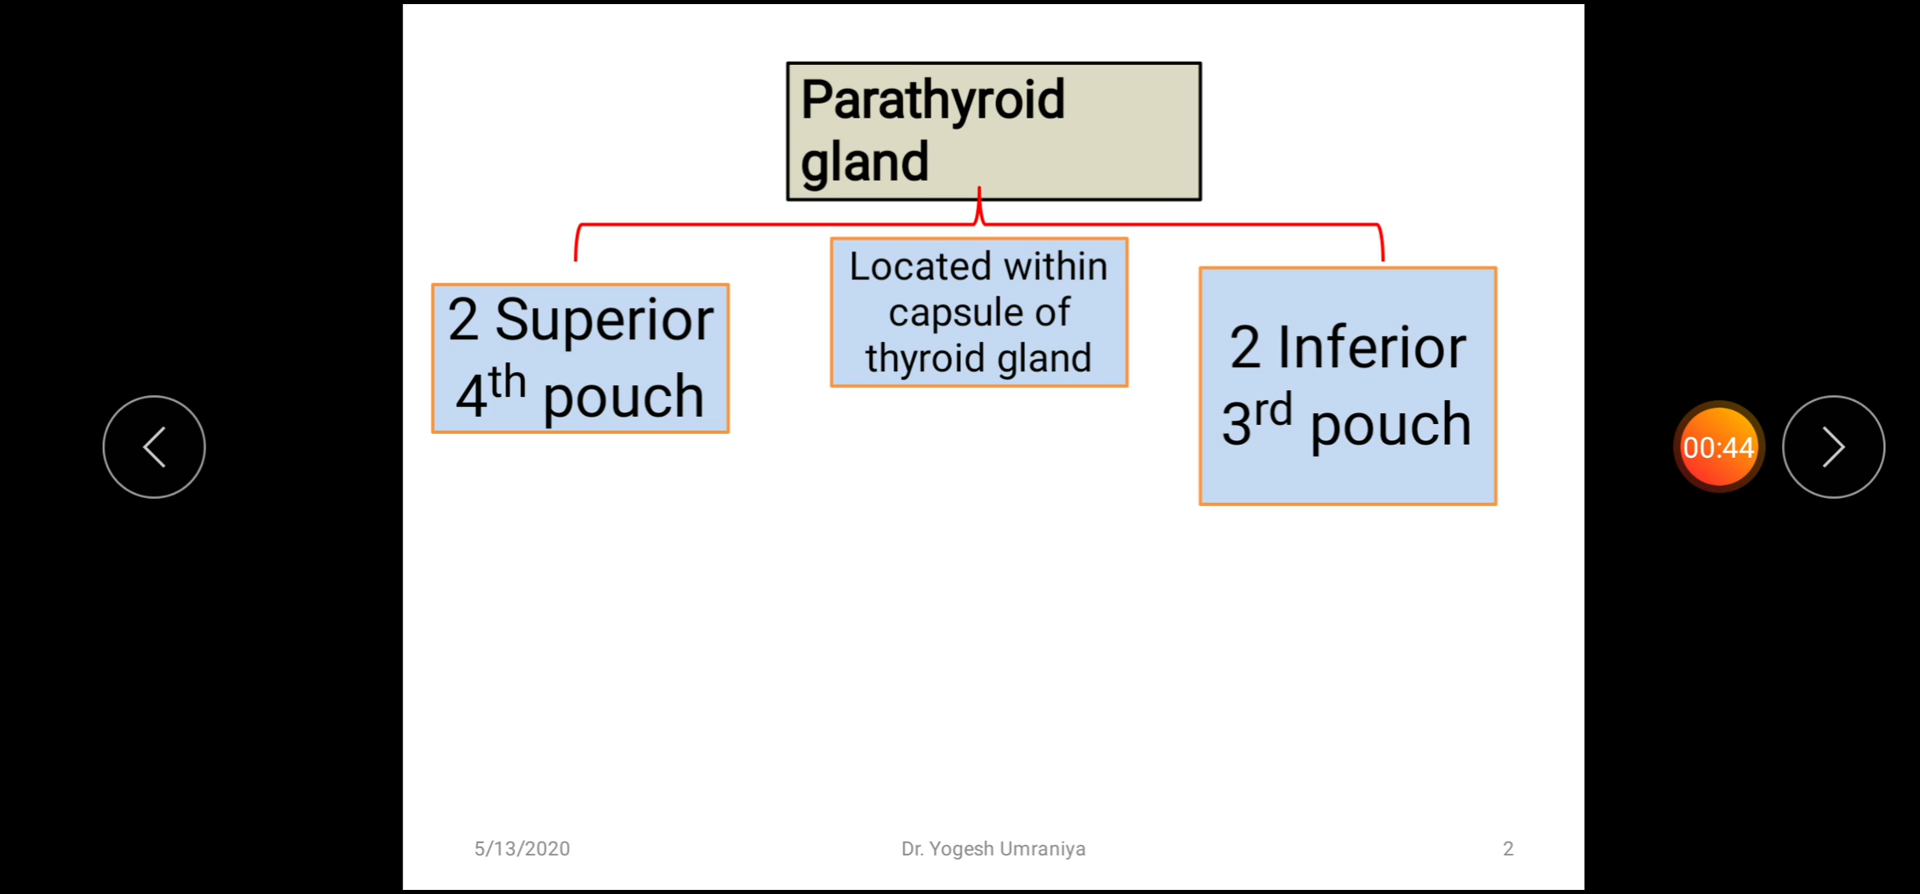 Parathyroid
gland
2 Superior
4th pouch
Located within
capsule of
thyroid gland
2 Inferior
3rd pouch
00:44
5/13/2020
Dr. Yogesh Umraniya
2